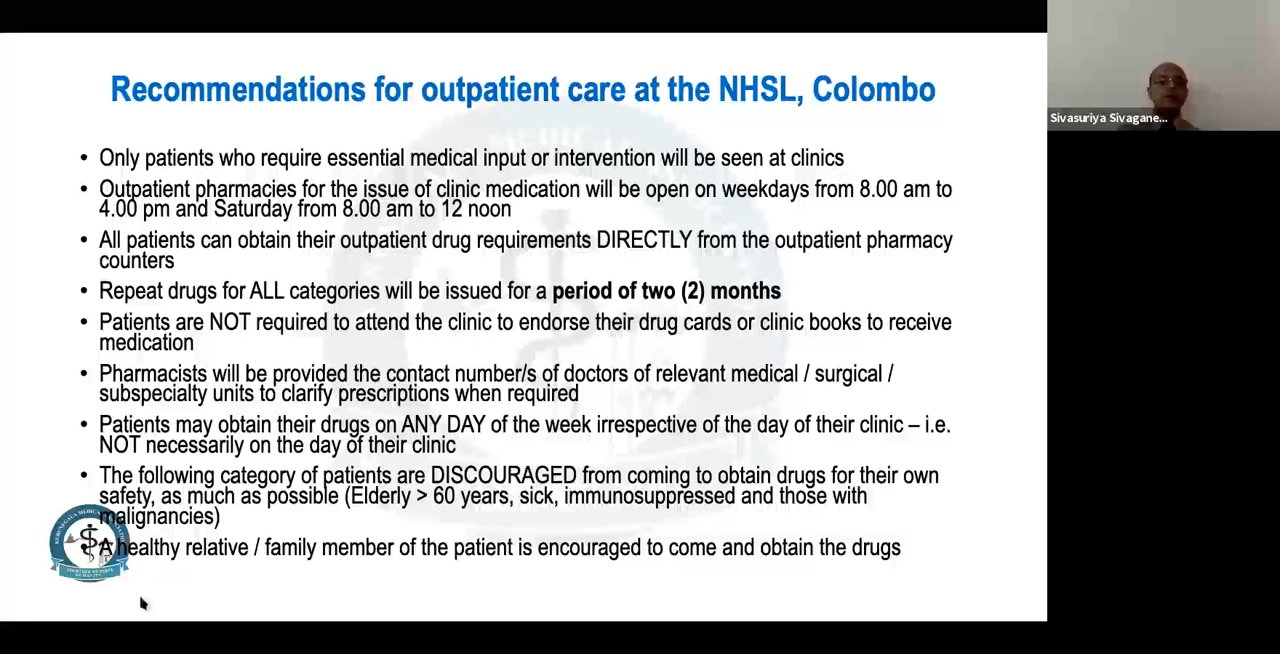 Recommendations for outpatient care at the NHSL, Colombo
Sivasuriya Sivagane...
• Only patients who require essential medical input or intervention will be seen at clinics
• Outpatient pharmacies for the issue of clinic medication will be open on weekdays from 8.00 am to
4.00 pm and Saturday from 8.00 am to 12 noon
• All patients can obtain their outpatient drug requirements DIRECTLY from the outpatient pharmacy
counters
• Repeat drugs for ALL categories will be issued for a period of two (2) months
• Patients are NOT required to attend the clinic to endorse their drug cards or clinic books to receive
medication
• Pharmacists will be provided the contact number/s of doctors of relevant medical / surgical /
subspecialty units to clarify prescriptions when required
• Patients may obtain their drugs on ANY DAY of the week irrespective of the day of their clinic – i.e.
NOT necessarily on the day of their clinic
• The following category of patients are DISCOURAGED from coming to obtain drugs for their own
safety, as much as possible (Elderly > 60 years, sick, immunosuppressed and those with
malignancies)
• A healthy relative / family member of the patient is encouraged to come and obtain the drugs